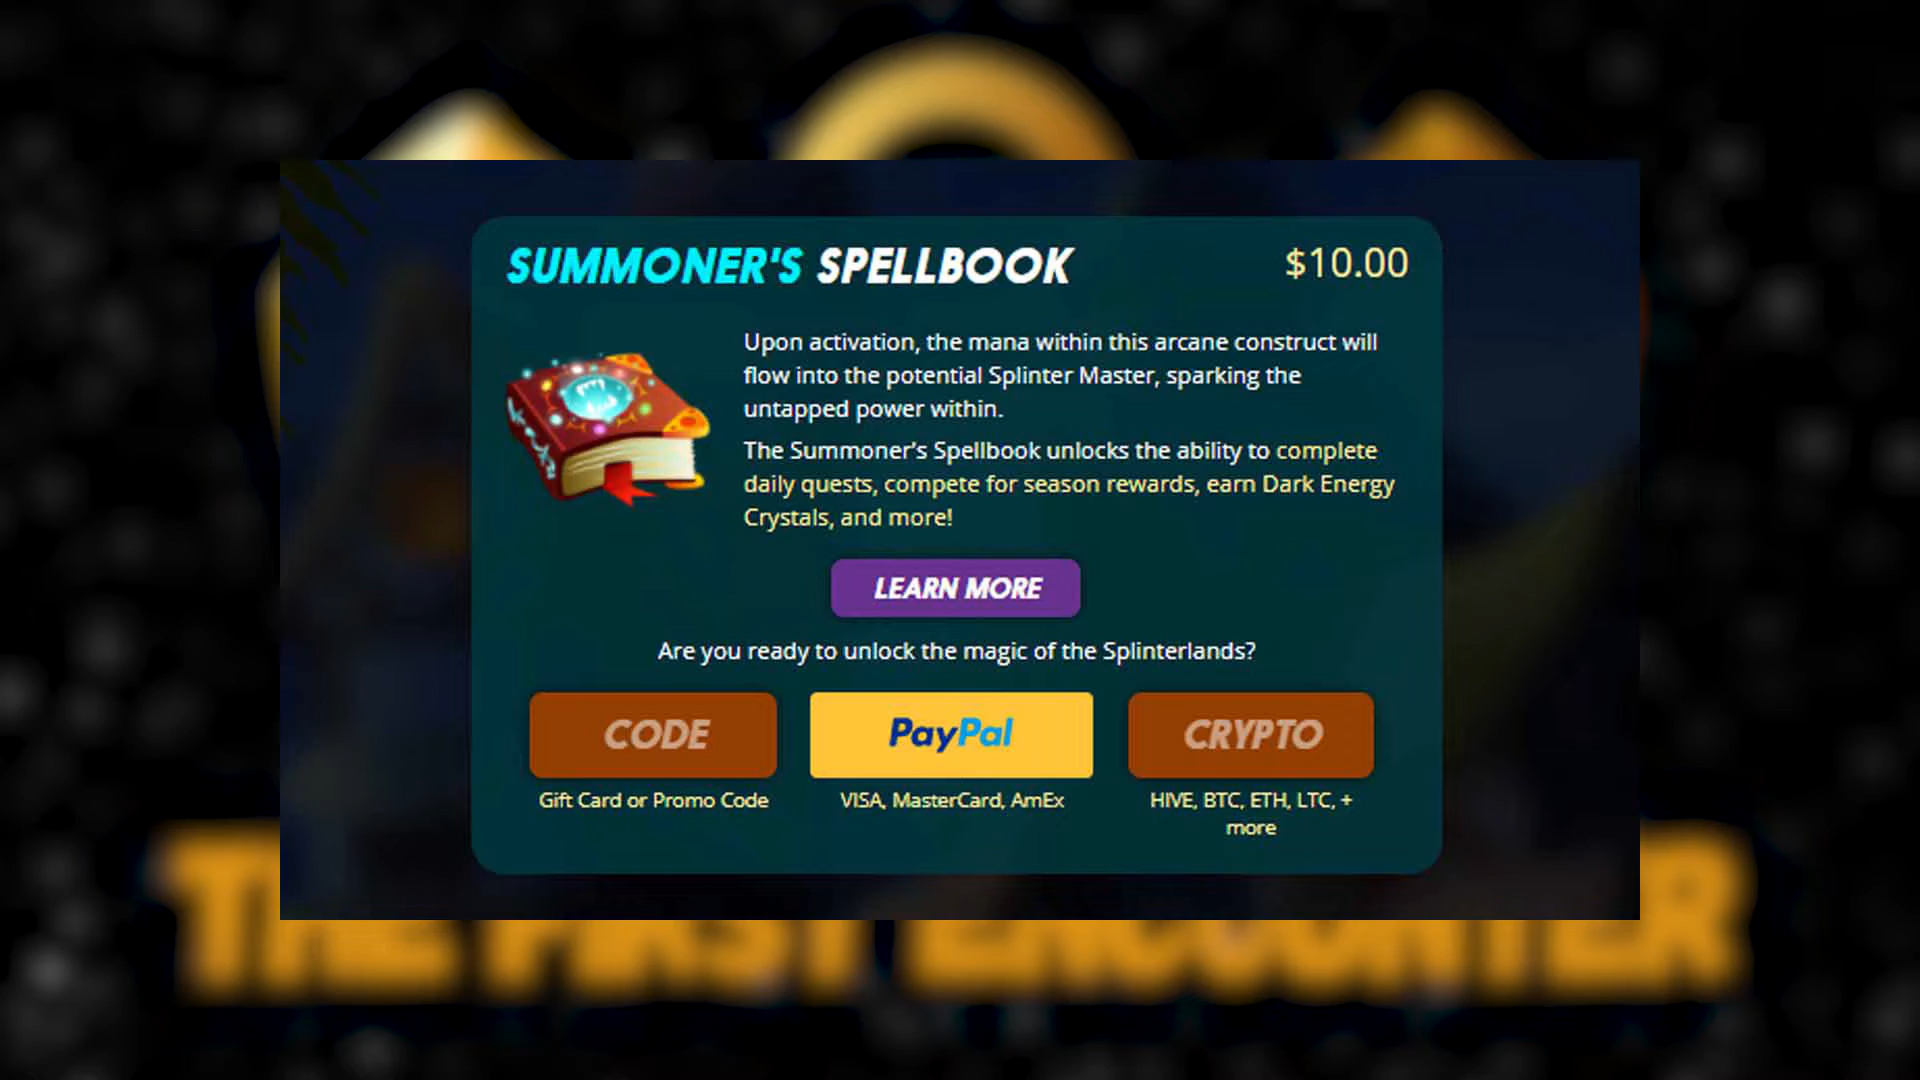 SUMMONER'S SPELLBOOK $10.00
Upon activation, the mana within this arcane construct will
flow into the potential Splinter Master, sparking the
untapped power within.
The Summoner's Spellbook unlocks the ability to complete
daily quests, compete for season rewards, earn Dark Energy
Crystals, and more!
LEARN MORE
Are you ready to unlock the magic of the Splinterlands?
CODE PayPal CRYPTO
Gift Card or Promo Code VISA, MasterCard, AmEx HIVE, BTC, ETH, LTC, +
more
THE FIRST ENCOUNTER